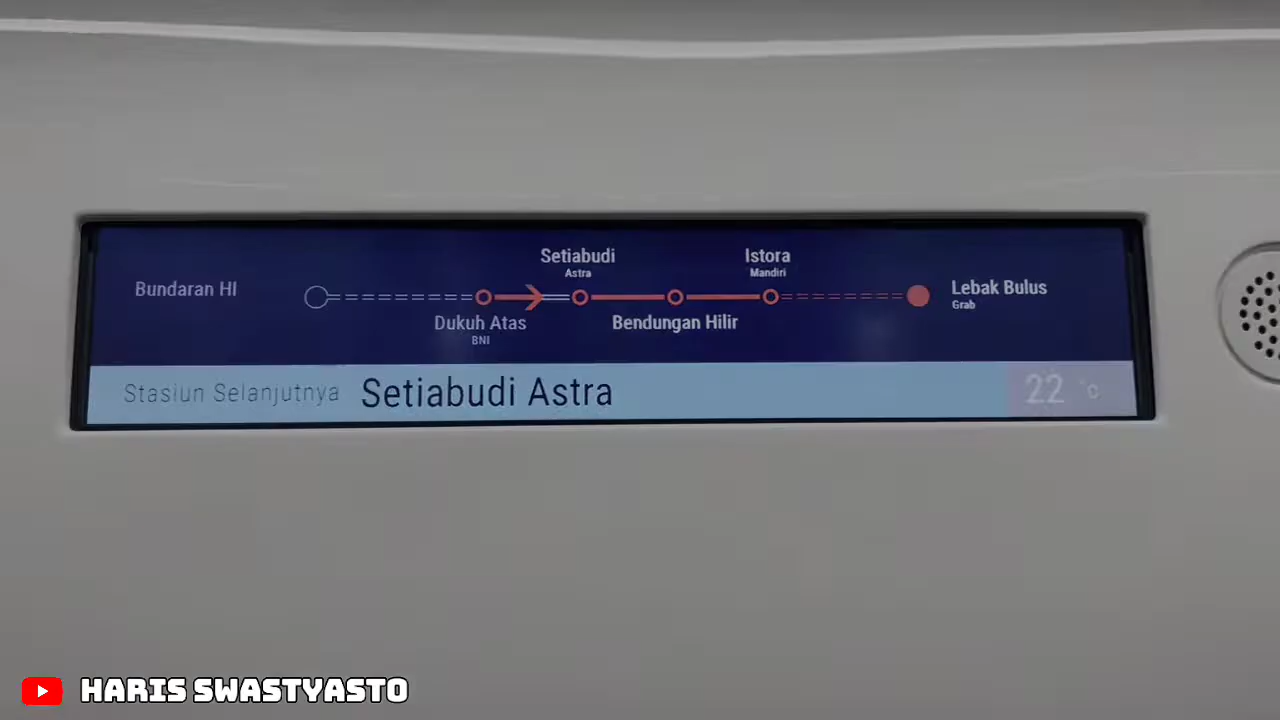 Setiabudi
Astra
Istora
Mandiri
Bundaran HI
Lebak Bulus
Grab
Dukuh Atas
BNI
Bendungan Hilir
Stasiun Selanjutnya Setiabudi Astra 22 °c
HARIS SWASTYASTO